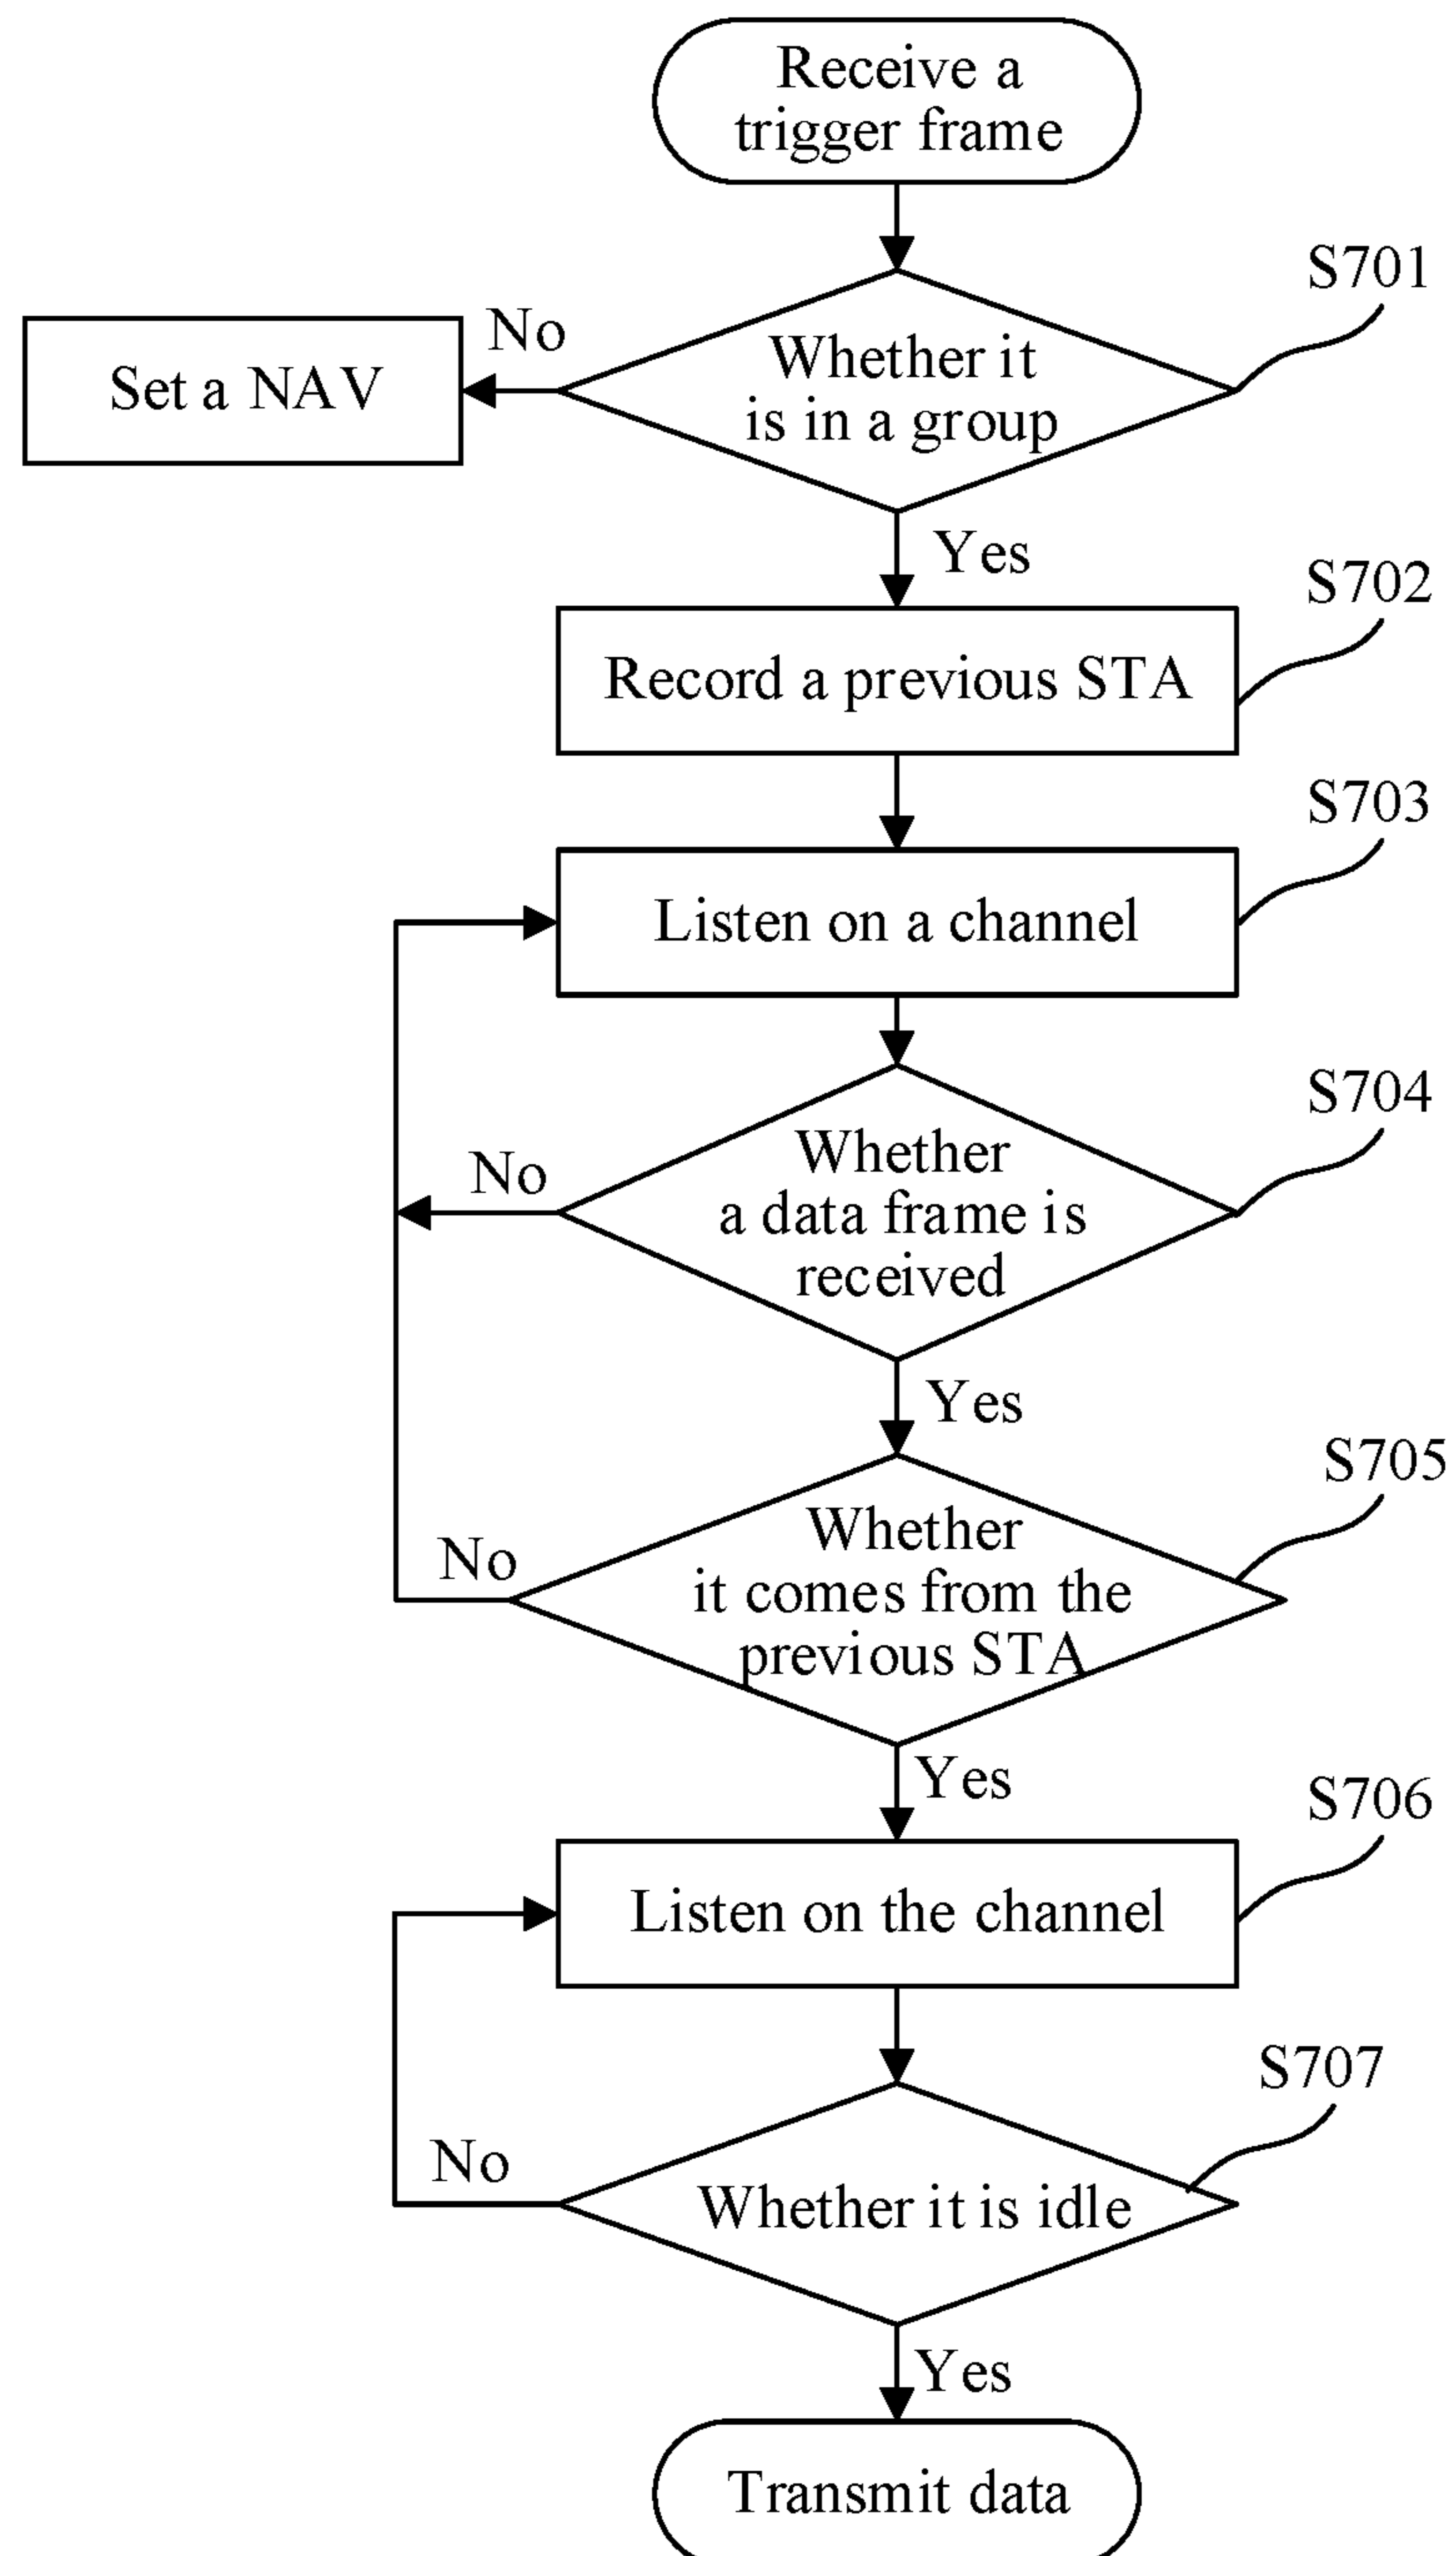 Receive a
trigger frame
S701
No
Whether it
is in a group
Set a NAV
Yes
S702
Record a previous STA
S703
Listen on a channel
S704
Whether
a data frame is
received
No
Yes
S705
Whether
it comes from the
previous STA
No
Yes
S706
Listen on the channel
S707
No
Whether it is idle
Yes
Transmit data